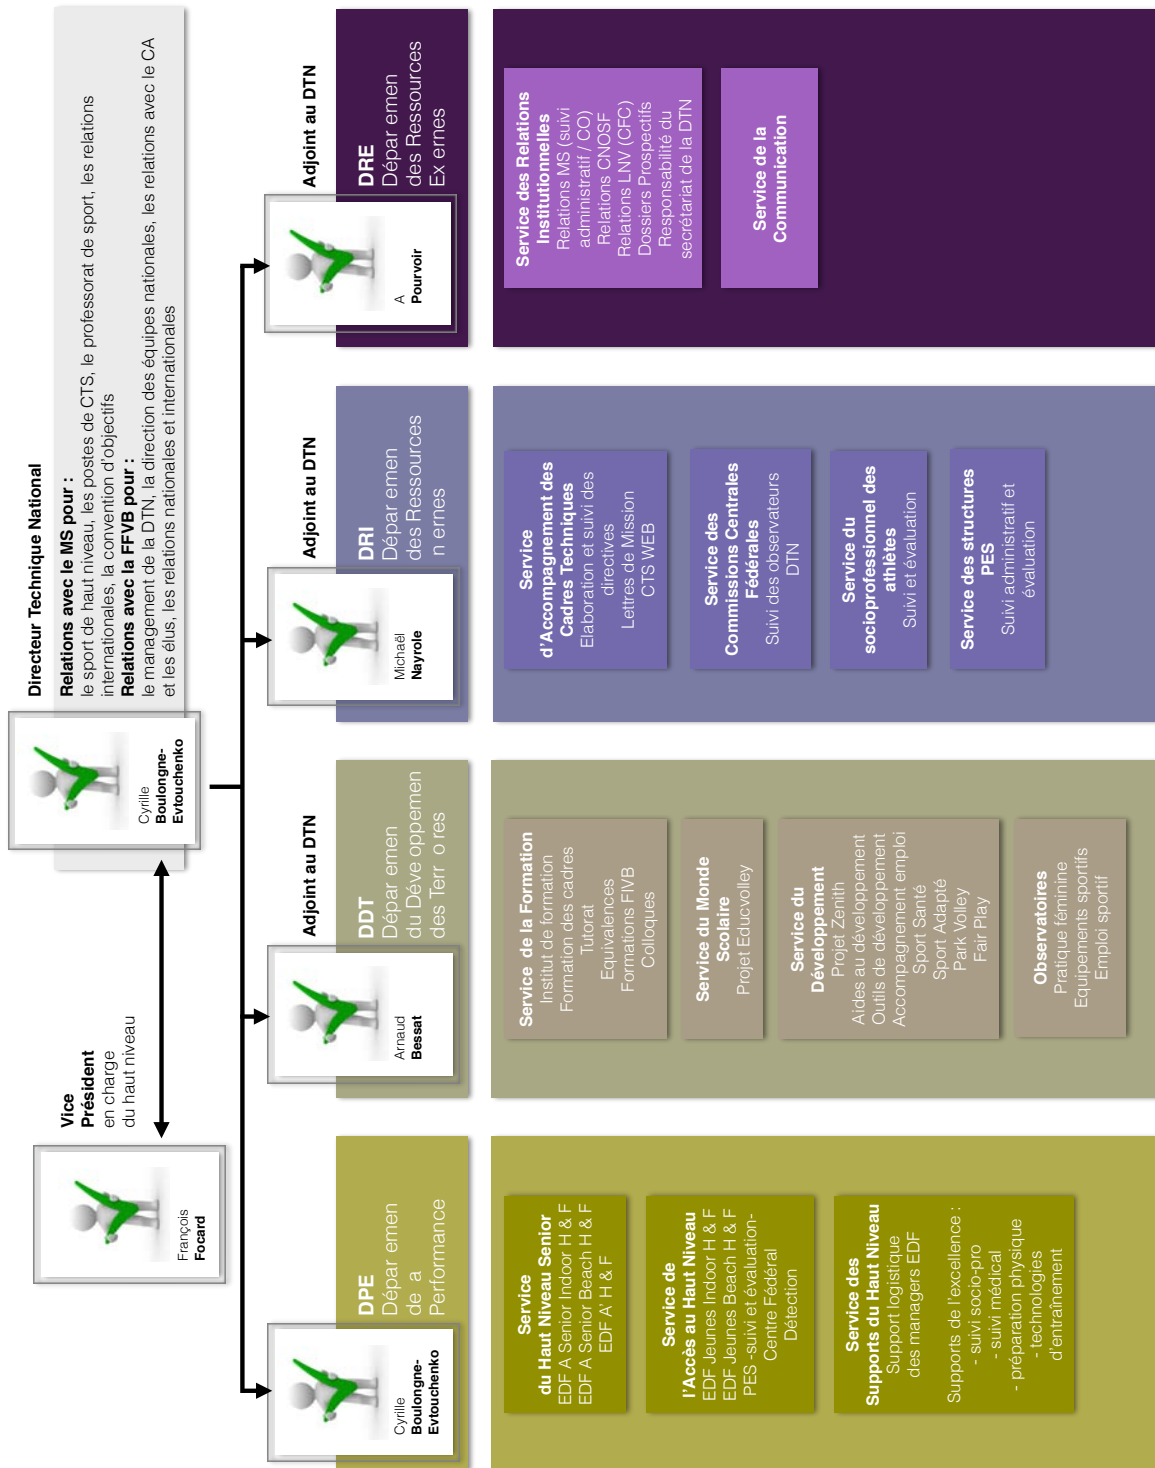 Vice
Président
en charge
du haut niveau
François
Focard
Directeur Technique National
Relations avec le MS pour :
le sport de haut niveau, les postes de CTS, le professorat de sport, les relations
internationales, la convention d'objectifs
Relations avec la FFVB pour :
le management de la DTN, la direction des équipes nationales, les relations avec le CA
et les élus, les relations nationales et internationales
Cyrille
Boulongne-
Evtouchenko
Cyrille
Boulongne-
Evtouchenko
DPE
Dépar emen
de a
Performance
Service
du Haut Niveau Senior
EDF A Senior Indoor H & F
EDF A Senior Beach H & F
EDF A' H & F
Service de
l'Accès au Haut Niveau
EDF Jeunes Indoor H & F
EDF Jeunes Beach H & F
PES -suivi et évaluation-
Centre Fédéral
Détection
Service des
Supports du Haut Niveau
Support logistique
des managers EDF
Supports de l'excellence :
- suivi socio-pro
- suivi médical
- préparation physique
- technologies
d'entraînement
Adjoint au DTN
Arnaud
Bessat
DDT
Dépar emen
du Déve oppemen
des Terr o res
Service de la Formation
Institut de formation
Formation des cadres
Tutorat
Equivalences
Formations FIVB
Colloques
Service du Monde
Scolaire
Projet Educvolley
Service du
Développement
Projet Zenith
Aides au développement
Outils de développement
Accompagnement emploi
Sport Santé
Sport Adapté
Park Volley
Fair Play
Observatoires
Pratique féminine
Equipements sportifs
Emploi sportif
Adjoint au DTN
Michaël
Nayrole
DRI
Dépar emen
des Ressources
n ernes
Service
d'Accompagnement des
Cadres Techniques
Elaboration et suivi des
directives
Lettres de Mission
CTS WEB
Service des
Commissions Centrales
Fédérales
Suivi des observateurs
DTN
Service du
socioprofessionnel des
athlètes
Suivi et évaluation
Service des structures
PES
Suivi administratif et
évaluation
Adjoint au DTN
A
Pourvoir
DRE
Dépar emen
des Ressources
Ex ernes
Service des Relations
Institutionnelles
Relations MS (suivi
administratif / CO)
Relations CNOSF
Relations LNV (CFC)
Dossiers Prospectifs
Responsabilité du
secrétariat de la DTN
Service de la
Communication